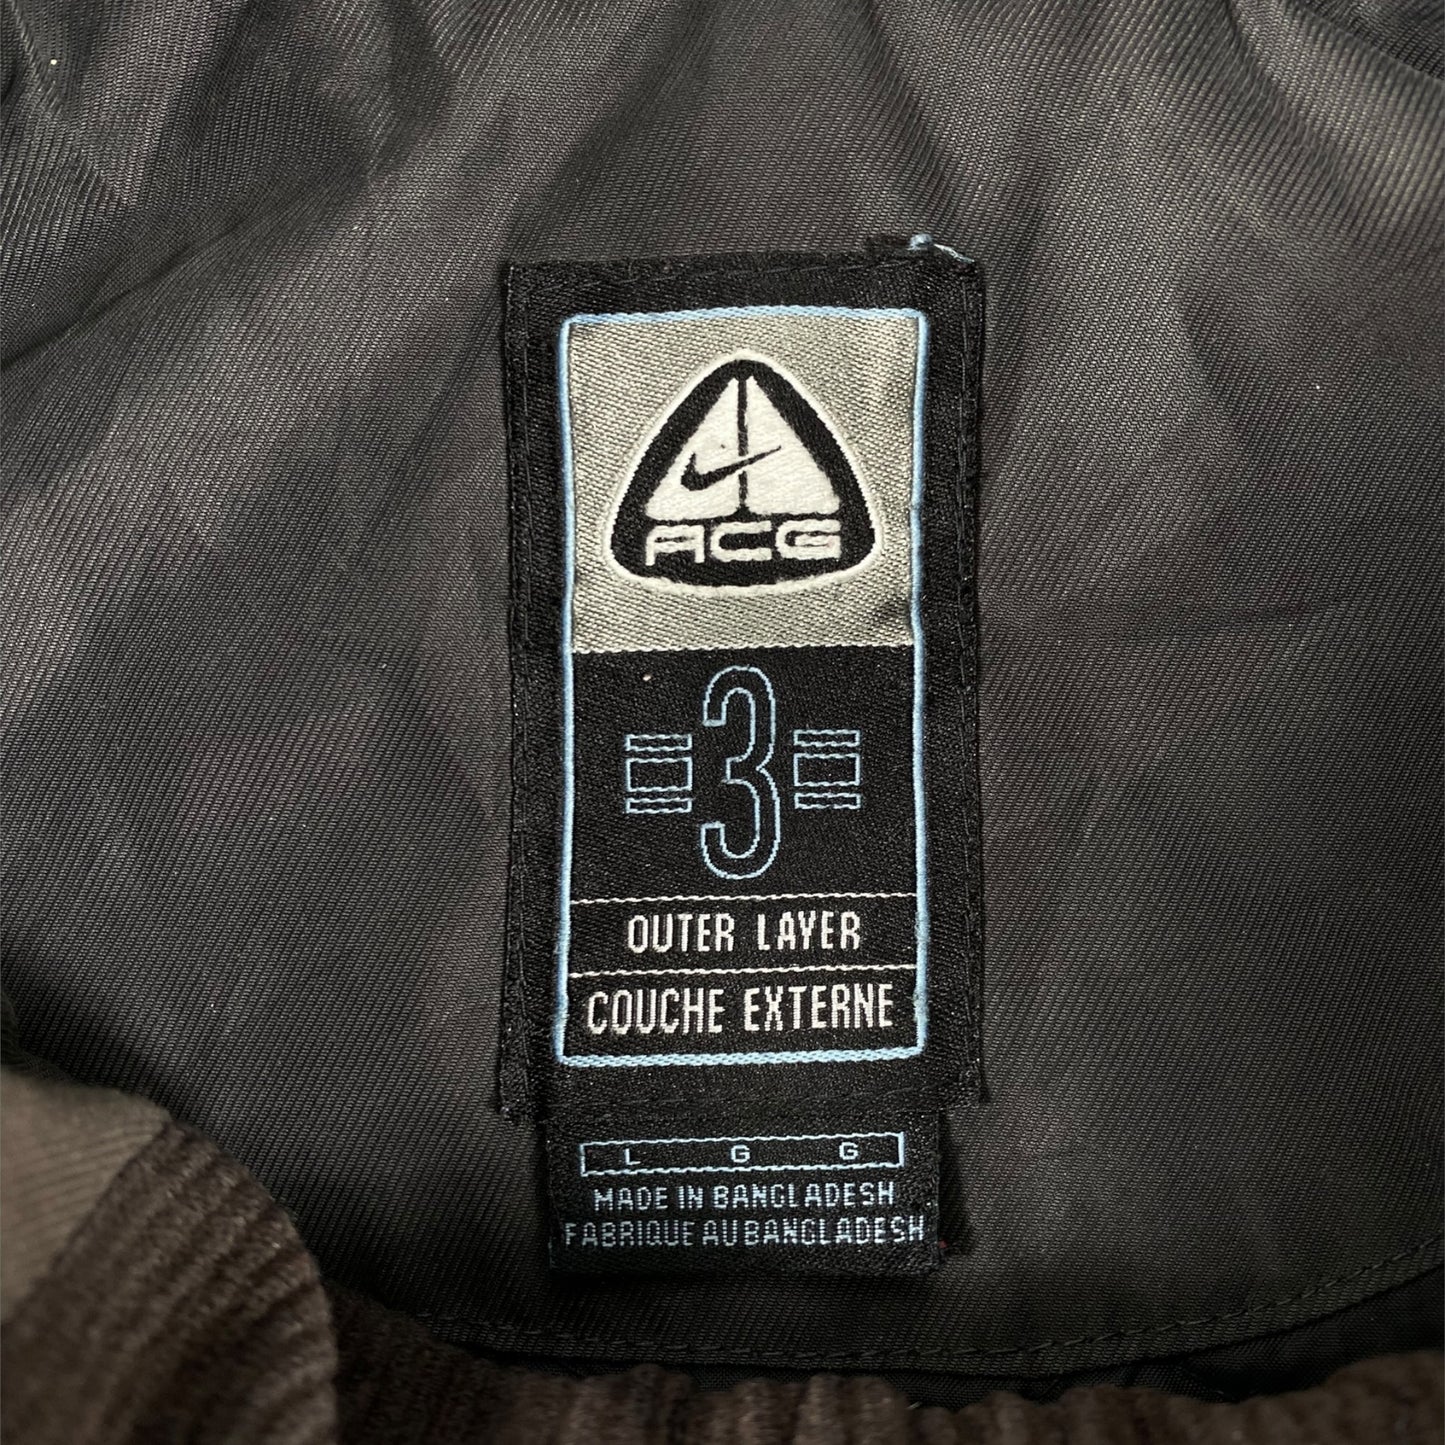 ACG
3
OUTER LAYER
COUCHE EXTERNE
L G G
MADE IN BANGLADESH
FABRIQUE AU BANGLADESH